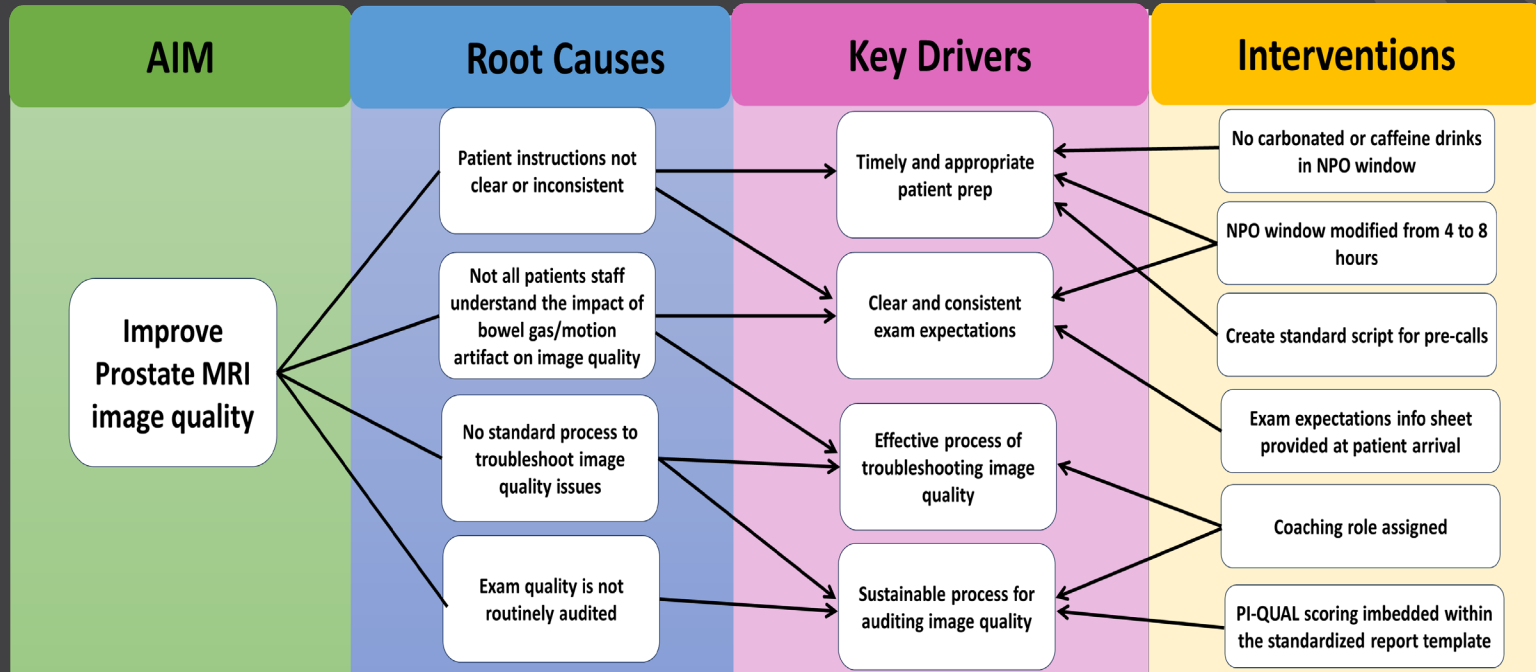 AIM
Root Causes
Key Drivers
Interventions
Improve
Prostate MRI
image quality
Patient instructions not
clear or inconsistent
Not all patients staff
understand the impact of
bowel gas/motion
artifact on image quality
No standard process to
troubleshoot image
quality issues
Exam quality is not
routinely audited
Timely and appropriate
patient prep
Clear and consistent
exam expectations
Effective process of
troubleshooting image
quality
Sustainable process for
auditing image quality
No carbonated or caffeine drinks
in NPO window
NPO window modified from 4 to 8
hours
Create standard script for pre-calls
Exam expectations info sheet
provided at patient arrival
Coaching role assigned
PI-QUAL scoring imbedded within
the standardized report template